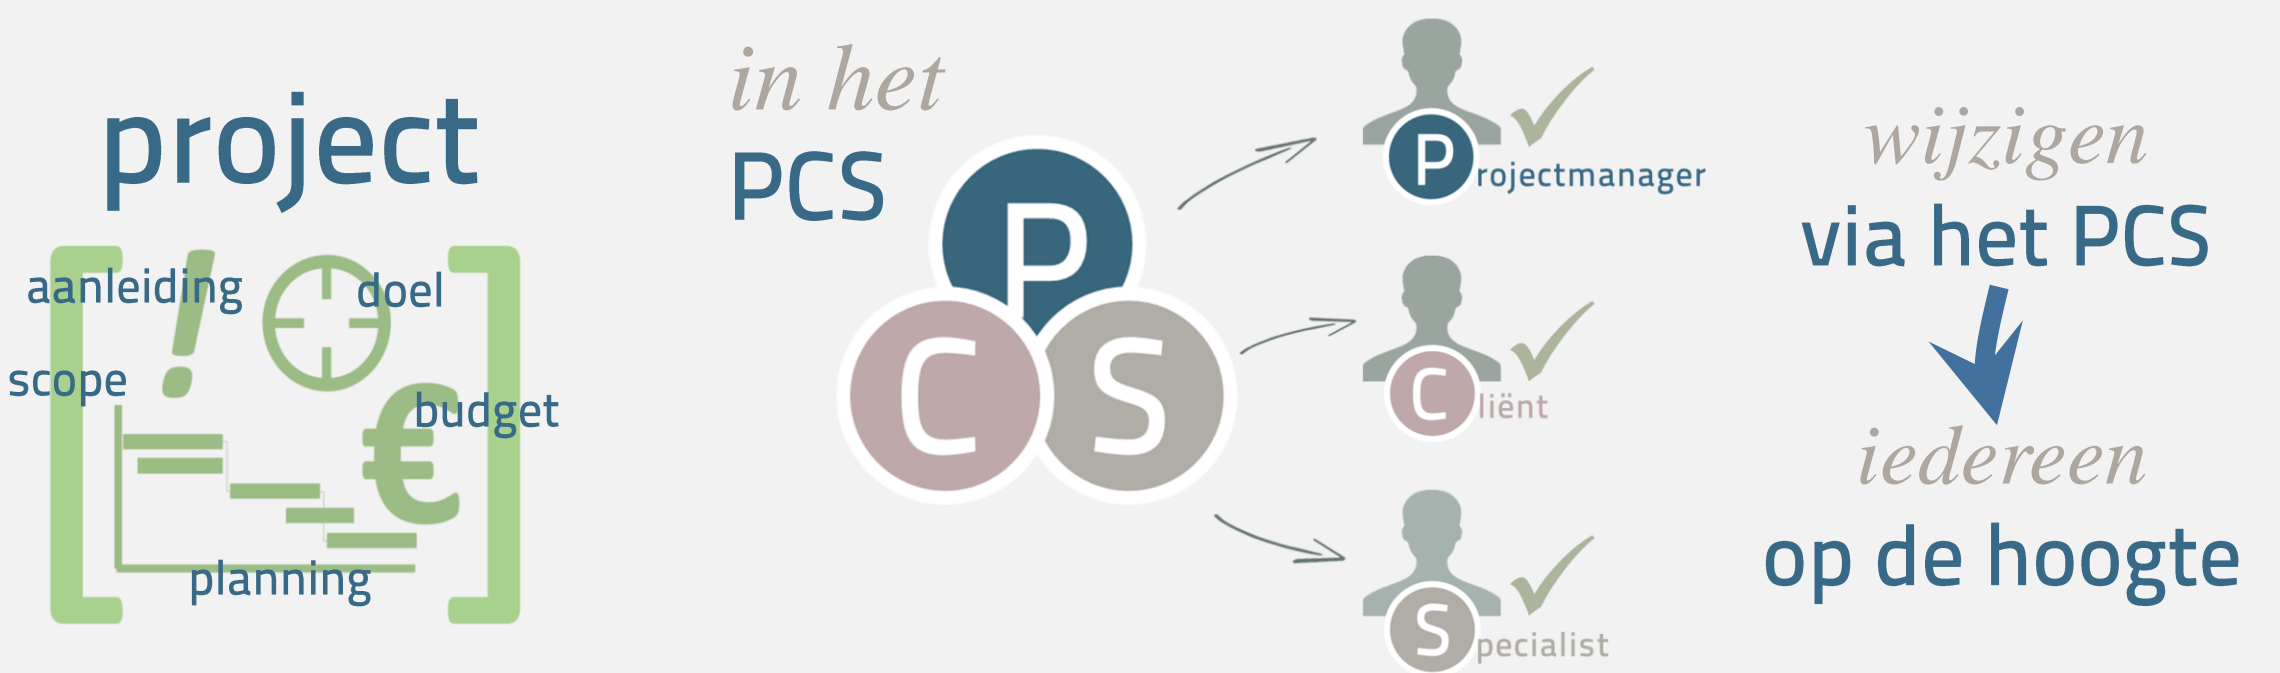 project
aanleiding
doel
scope
budget
planning
!
€
in het
PCS
P
C
S
Projectmanager
Cliënt
Specialist
wijzigen
via het PCS
iedereen
op de hoogte